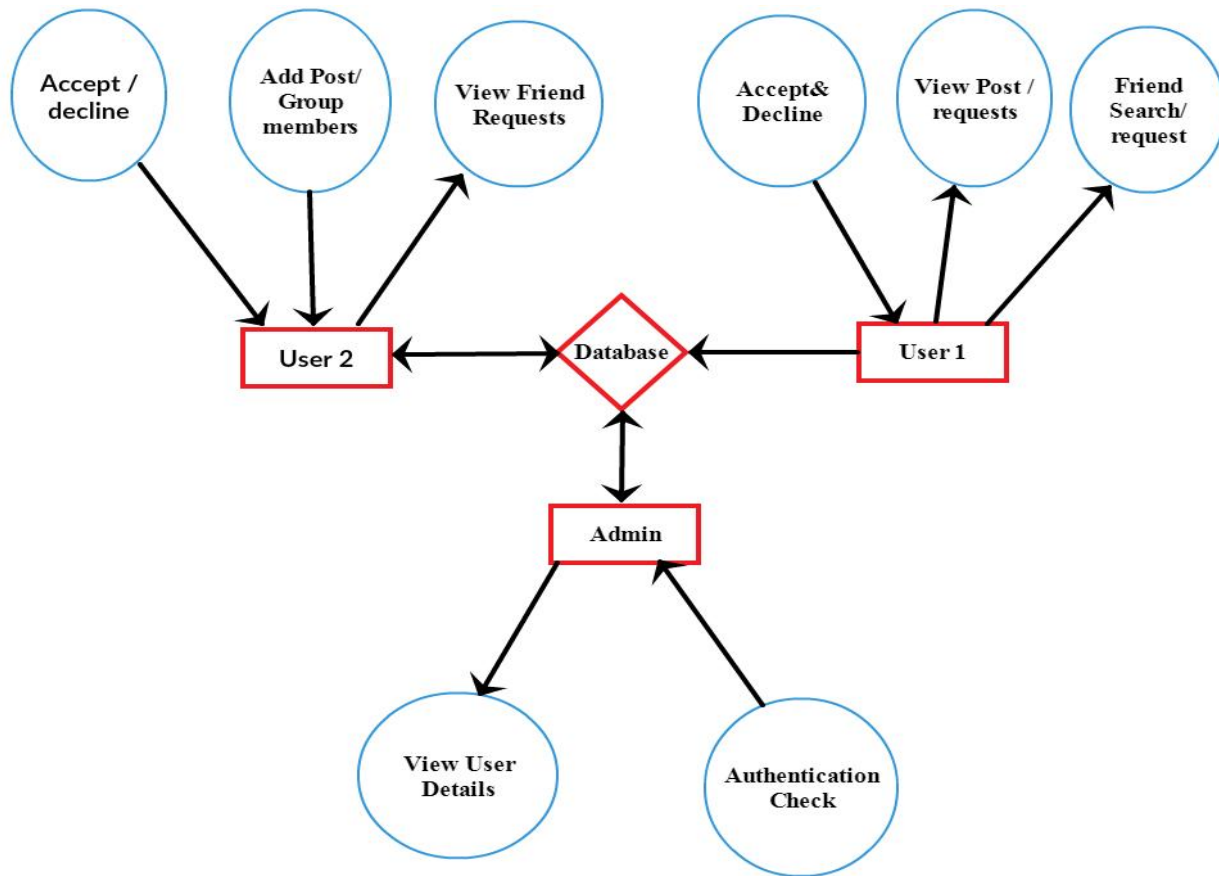 Accept /
decline
Add Post/
Group
members
View Friend
Requests
Accept&
Decline
View Post /
requests
Friend
Search/
request
User 2
Database
User 1
Admin
View User
Details
Authentication
Check